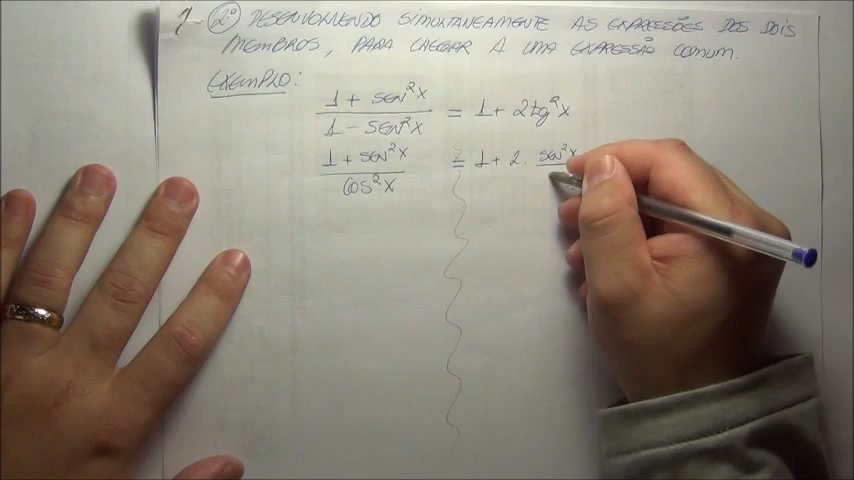 1- 2º DESENVOLVENDO SIMULTANEAMENTE AS EXPRESSÕES DOS DOIS
MEMBROS, PARA CHEGAR A UMA EXPRESSÃO COMUM.
EXEMPLO:
1 + SEN²X / 1 - SEN²X = 1 + 2tg²X
1 + SEN²X / COS²X = 1 + 2 . SEN²X